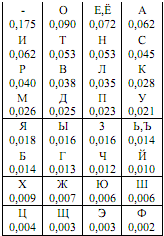 - О Е,Ё А
0,175 0,090 0,072 0,062
И Т Н С
0,062 0,053 0,053 0,045
Р В Л К
0,040 0,038 0,035 0,028
М Д П У
0,026 0,025 0,023 0,021
Я Ы З Ь,Ъ
0,018 0,016 0,016 0,014
Б Г Ч Й
0,014 0,013 0,012 0,010
Х Ж Ю Ш
0,009 0,007 0,006 0,006
Ц Щ Э Ф
0,004 0,003 0,003 0,002